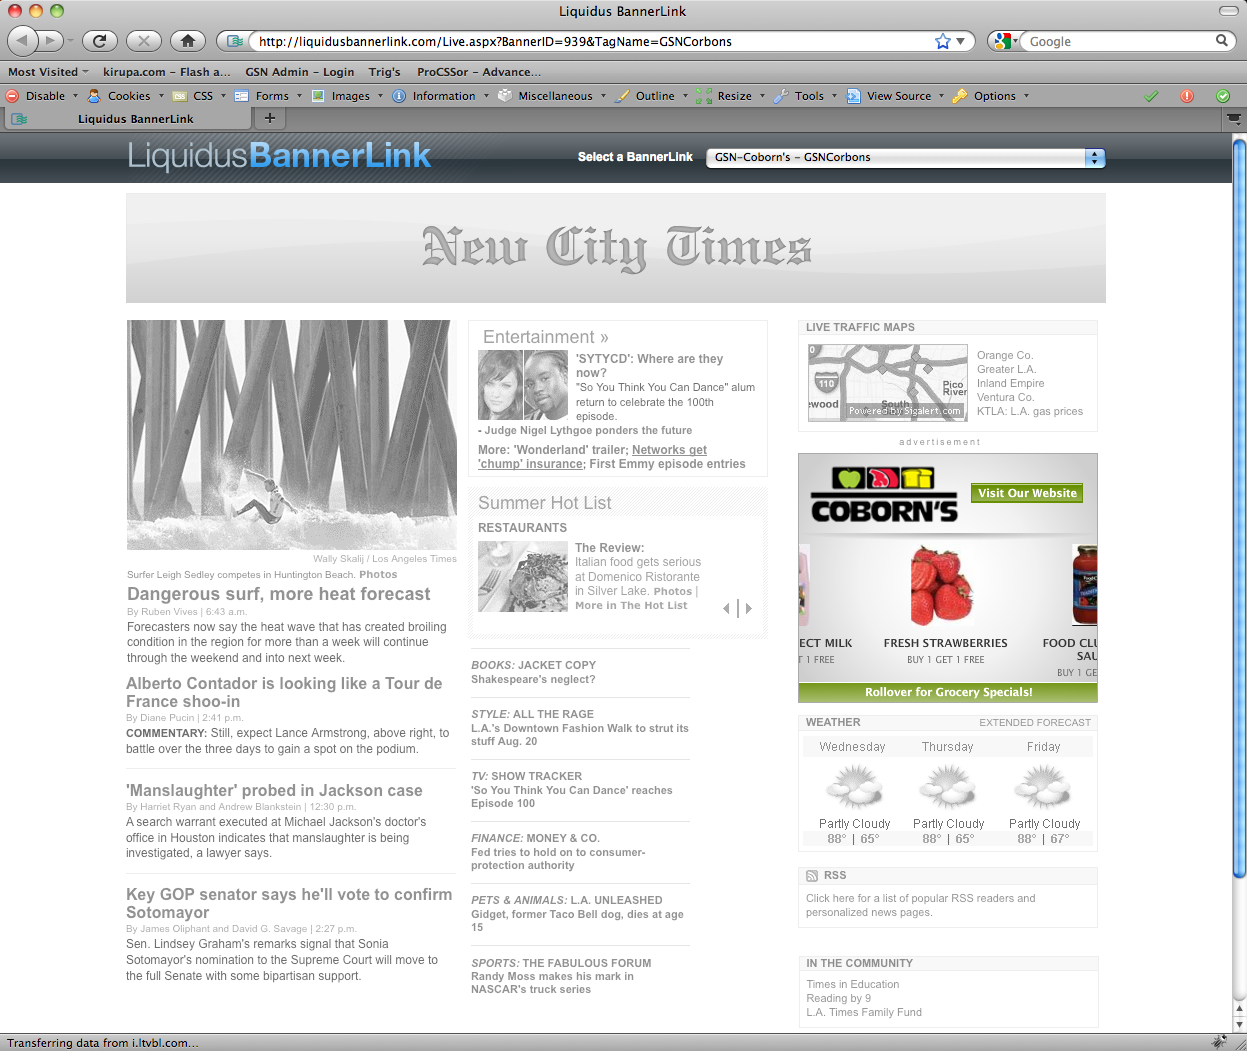 Liquidus BannerLink
http://liquidusbannerlink.com/Live.aspx?BannerID=939&TagName=GSNCorbons
Google
Most Visited kirupa.com – Flash a... GSN Admin - Login Trig's ProCSSor – Advance...
Disable Cookies CSS Forms Images Information Miscellaneous Outline Resize Tools View Source Options
Liquidus BannerLink
LiquidusBannerLink
Select a BannerLink GSN-Coborn's - GSNCorbons
New City Times
Wally Skalij / Los Angeles Times
Surfer Leigh Sedley competes in Huntington Beach. Photos
Dangerous surf, more heat forecast
By Ruben Vives | 6:43 a.m.
Forecasters now say the heat wave that has created broiling
condition in the region for more than a week will continue
through the weekend and into next week.
Alberto Contador is looking like a Tour de
France shoo-in
By Diane Pucin | 2:41 p.m.
COMMENTARY: Still, expect Lance Armstrong, above right, to
battle over the three days to gain a spot on the podium.
'Manslaughter' probed in Jackson case
By Harriet Ryan and Andrew Blankstein | 12:30 p.m.
A search warrant executed at Michael Jackson's doctor's
office in Houston indicates that manslaughter is being
investigated, a lawyer says.
Key GOP senator says he'll vote to confirm
Sotomayor
By James Oliphant and David G. Savage | 2:27 p.m.
Sen. Lindsey Graham's remarks signal that Sonia
Sotomayor's nomination to the Supreme Court will move to
the full Senate with some bipartisan support.
Entertainment »
'SYTYCD': Where are they
now?
"So You Think You Can Dance" alum
return to celebrate the 100th
episode.
- Judge Nigel Lythgoe ponders the future
More: 'Wonderland' trailer; Networks get
'chump' insurance; First Emmy episode entries
Summer Hot List
RESTAURANTS
The Review:
Italian food gets serious
at Domenico Ristorante
in Silver Lake. Photos |
More in The Hot List
BOOKS: JACKET COPY
Shakespeare's neglect?
STYLE: ALL THE RAGE
L.A.'s Downtown Fashion Walk to strut its
stuff Aug. 20
TV: SHOW TRACKER
'So You Think You Can Dance' reaches
Episode 100
FINANCE: MONEY & CO.
Fed tries to hold on to consumer-
protection authority
PETS & ANIMALS: L.A. UNLEASHED
Gidget, former Taco Bell dog, dies at age
15
SPORTS: THE FABULOUS FORUM
Randy Moss makes his mark in
NASCAR's truck series
LIVE TRAFFIC MAPS
110
Pico
River
ewood
South
Powered by Sigalert.com
Orange Co.
Greater L.A.
Inland Empire
Ventura Co.
KTLA: L.A. gas prices
advertisement
COBORN'S
Visit Our Website
ECT MILK
T 1 FREE
FRESH STRAWBERRIES
BUY 1 GET 1 FREE
FOOD CLU
SAU
BUY 1 GE
Rollover for Grocery Specials!
WEATHER EXTENDED FORECAST
Wednesday Thursday Friday
Partly Cloudy Partly Cloudy Partly Cloudy
88° | 65° 88° | 65° 88° | 67°
RSS
Click here for a list of popular RSS readers and
personalized news pages.
IN THE COMMUNITY
Times in Education
Reading by 9
L.A. Times Family Fund
Transferring data from i.ltvbl.com...